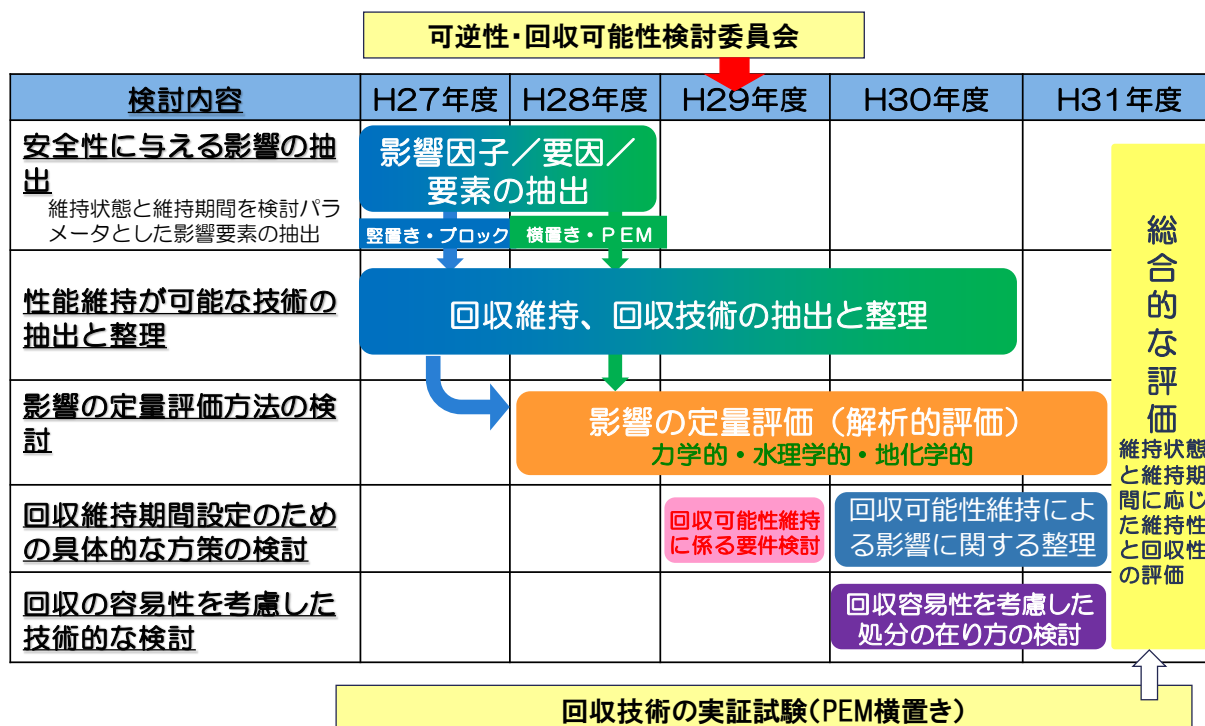 可逆性・回収可能性検討委員会
検討内容
H27年度
H28年度
H29年度
H30年度
H31年度
安全性に与える影響の抽
出
維持状態と維持期間を検討パラ
メータとした影響要素の抽出
影響因子／要因／
要素の抽出
竪置き・ブロック
横置き・ＰＥＭ
性能維持が可能な技術の
抽出と整理
回収維持、回収技術の抽出と整理
影響の定量評価方法の検
討
影響の定量評価（解析的評価）
力学的・水理学的・地化学的
回収維持期間設定のため
の具体的な方策の検討
回収可能性維持
に係る要件検討
回収可能性維持によ
る影響に関する整理
回収の容易性を考慮した
技術的な検討
回収容易性を考慮した
処分の在り方の検討
総合的な評価
維持状態
と維持期
間に応じ
た維持性
と回収性
の評価
回収技術の実証試験（PEM横置き）